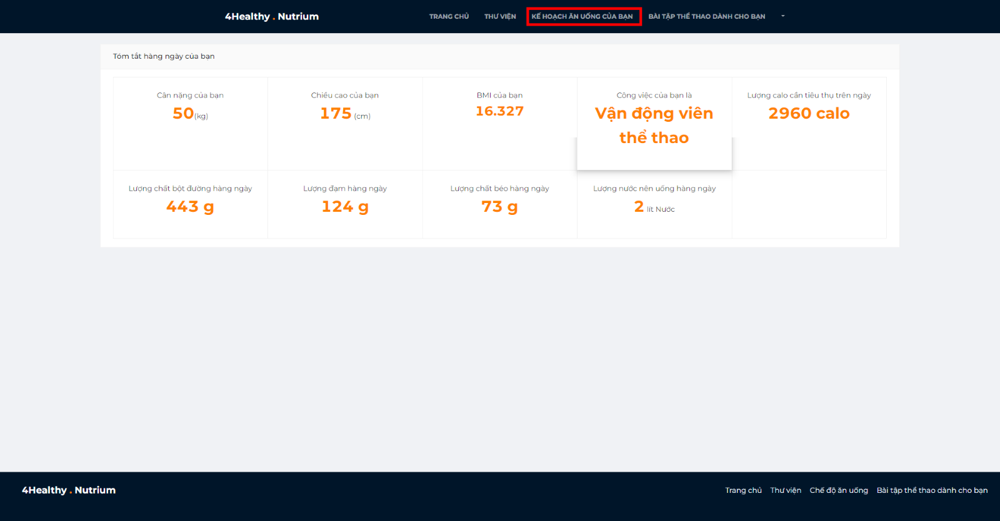 4Healthy . Nutrium
TRANG CHỦ THƯ VIỆN KẾ HOẠCH ĂN UỐNG CỦA BẠN BÀI TẬP THỂ THAO DÀNH CHO BẠN
Tóm tắt hàng ngày của bạn
Cân nặng của bạn
50(kg)
Chiều cao của bạn
175 (cm)
BMI của bạn
16.327
Công việc của bạn là
Vận động viên
thể thao
Lượng calo cần tiêu thụ trên ngày
2960 calo
Lượng chất bột đường hàng ngày
443 g
Lượng đạm hàng ngày
124 g
Lượng chất béo hàng ngày
73 g
Lượng nước nên uống hàng ngày
2 lít Nước
4Healthy . Nutrium
Trang chủ Thư viện Chế độ ăn uống Bài tập thể thao dành cho bạn